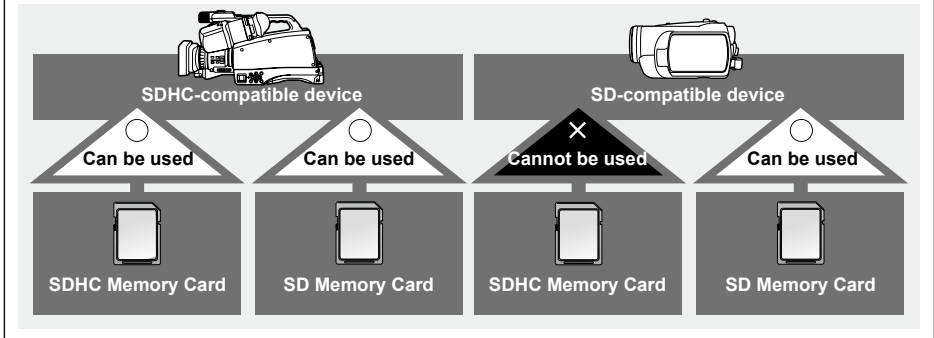 SDHC-compatible device
SD-compatible device
Can be used
Can be used
Cannot be used
Can be used
SDHC Memory Card
SD Memory Card
SDHC Memory Card
SD Memory Card